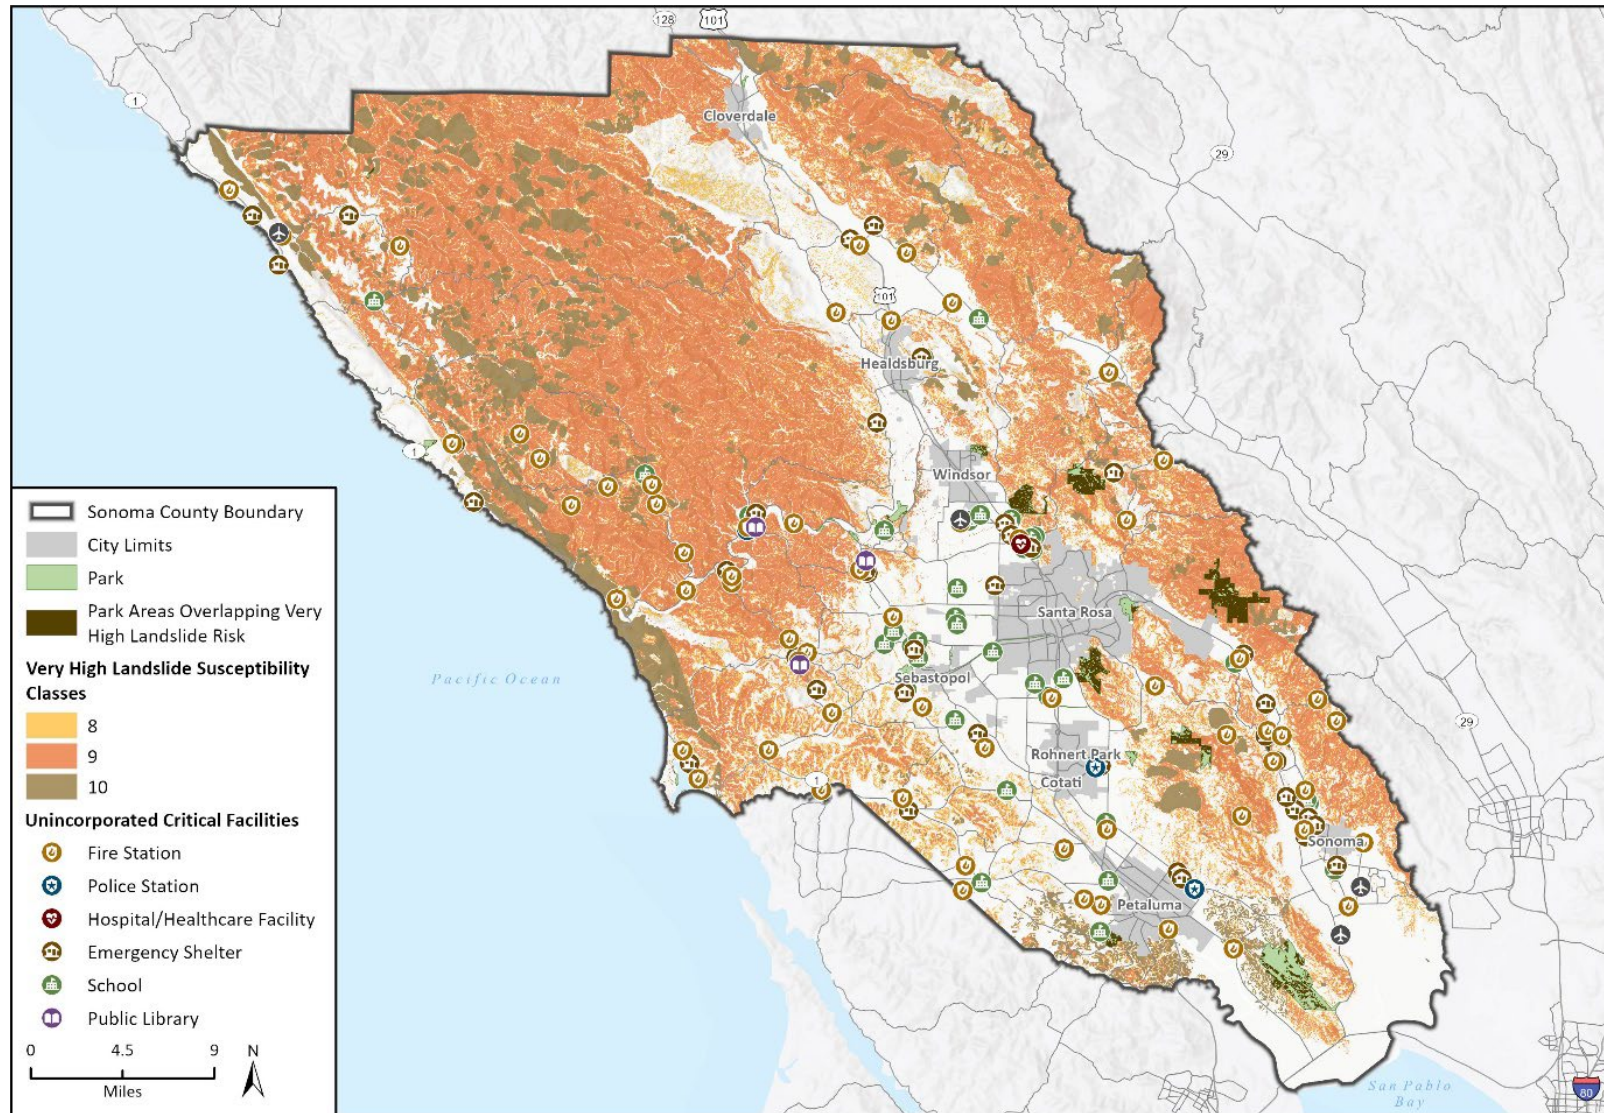 128
101
1
29
Cloverdale
101
Healdsburg
1
Windsor
Santa Rosa
Pacific Ocean
Sebastopol
29
Rohnert Park
1
Cotati
Sonoma
Petaluma
San Pablo
Bay
80
Sonoma County Boundary
City Limits
Park
Park Areas Overlapping Very
High Landslide Risk
Very High Landslide Susceptibility
Classes
8
9
10
Unincorporated Critical Facilities
Fire Station
Police Station
Hospital/Healthcare Facility
Emergency Shelter
School
Public Library
0 4.5 9
Miles
N